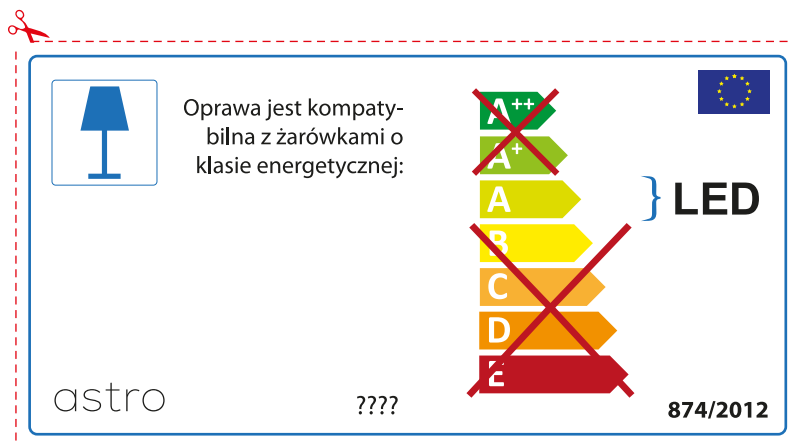 Oprawa jest kompaty-
bilna z żarówkami o
klasie energetycznej:
A++
A+
A
B
C
D
E
LED
astro
????
874/2012